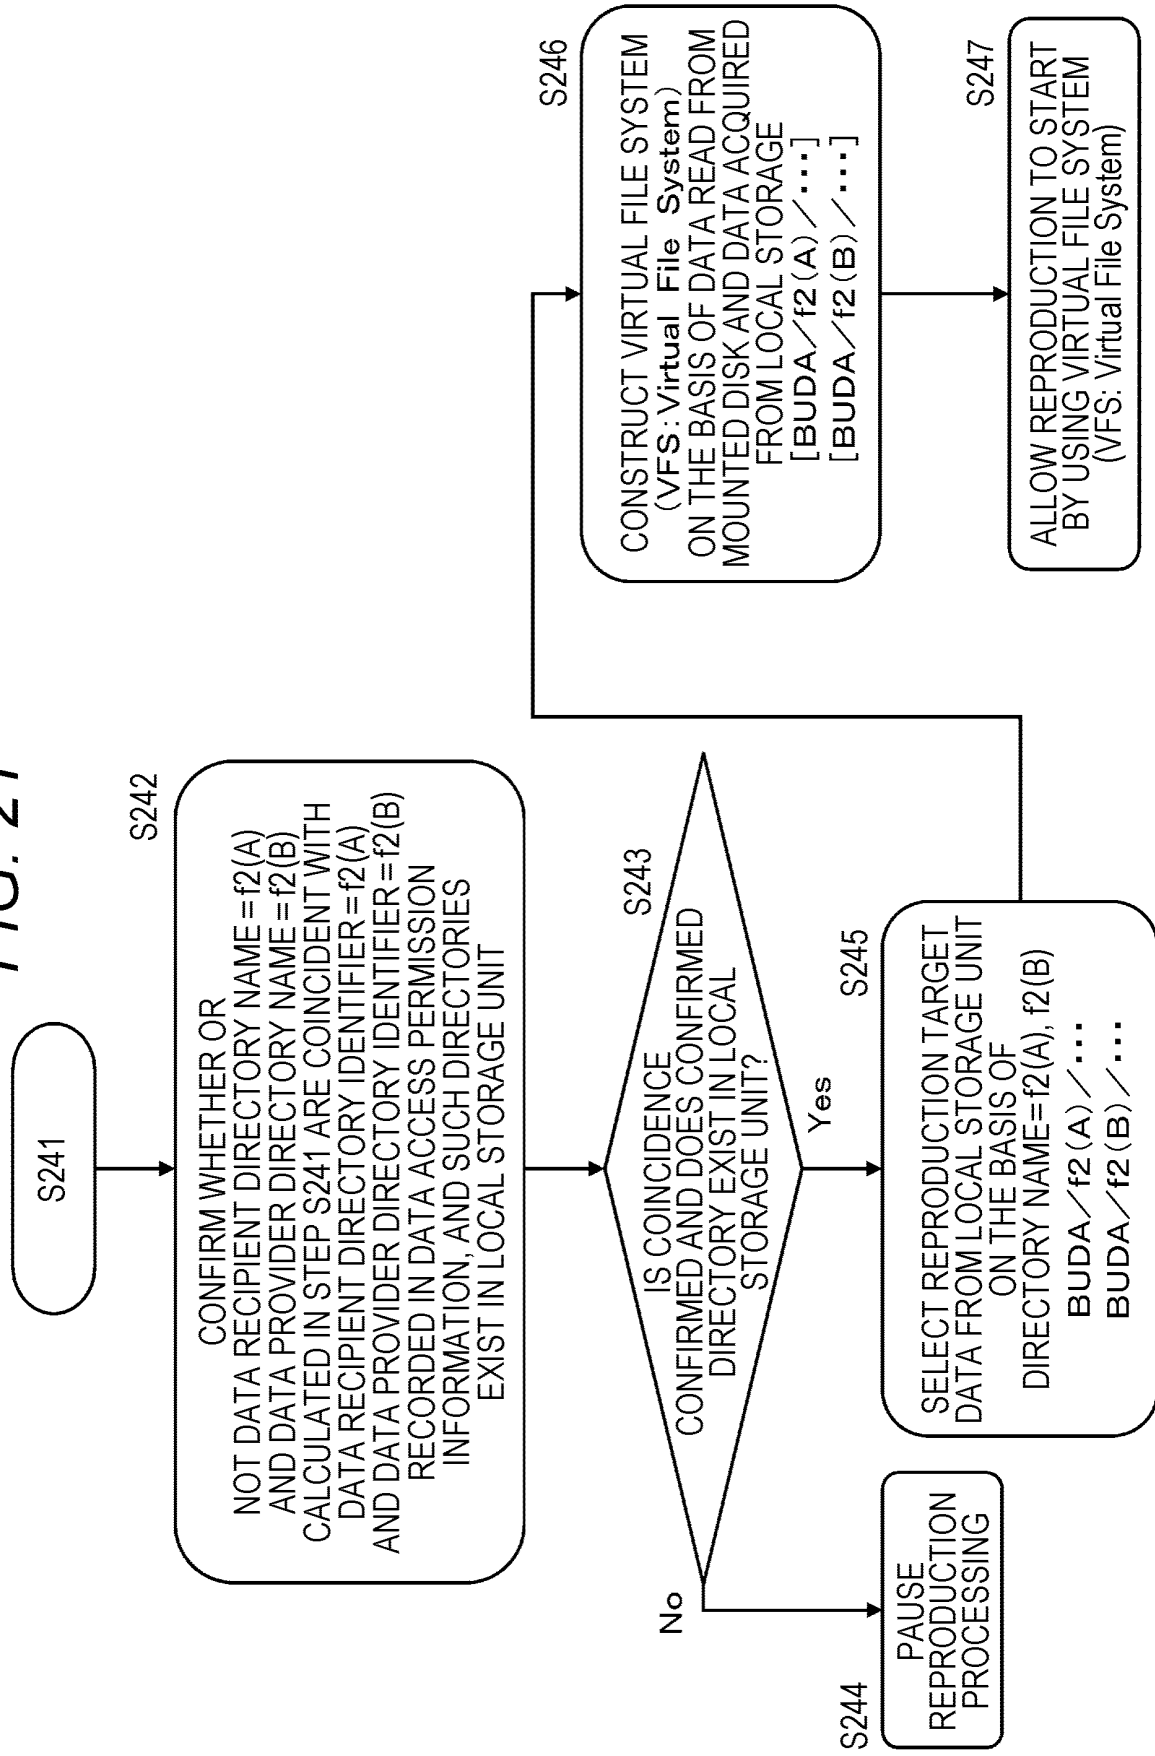 FIG. 21
S241
S242
CONFIRM WHETHER OR
NOT DATA RECIPIENT DIRECTORY NAME=f2(A)
AND DATA PROVIDER DIRECTORY NAME=f2(B)
CALCULATED IN STEP S241 ARE COINCIDENT WITH
DATA RECIPIENT DIRECTORY IDENTIFIER=f2(A)
AND DATA PROVIDER DIRECTORY IDENTIFIER=f2(B)
RECORDED IN DATA ACCESS PERMISSION
INFORMATION, AND SUCH DIRECTORIES
EXIST IN LOCAL STORAGE UNIT
S243
IS COINCIDENCE
CONFIRMED AND DOES CONFIRMED
DIRECTORY EXIST IN LOCAL
STORAGE UNIT?
No
Yes
S244
PAUSE
REPRODUCTION
PROCESSING
S245
SELECT REPRODUCTION TARGET
DATA FROM LOCAL STORAGE UNIT
ON THE BASIS OF
DIRECTORY NAME=f2(A), f2(B)
BUDA/f2(A)/···
BUDA/f2(B)/···
S246
CONSTRUCT VIRTUAL FILE SYSTEM
(VFS:Virtual File System)
ON THE BASIS OF DATA READ FROM
MOUNTED DISK AND DATA ACQUIRED
FROM LOCAL STORAGE
[BUDA/f2(A)/···]
[BUDA/f2(B)/···]
S247
ALLOW REPRODUCTION TO START
BY USING VIRTUAL FILE SYSTEM
(VFS: Virtual File System)